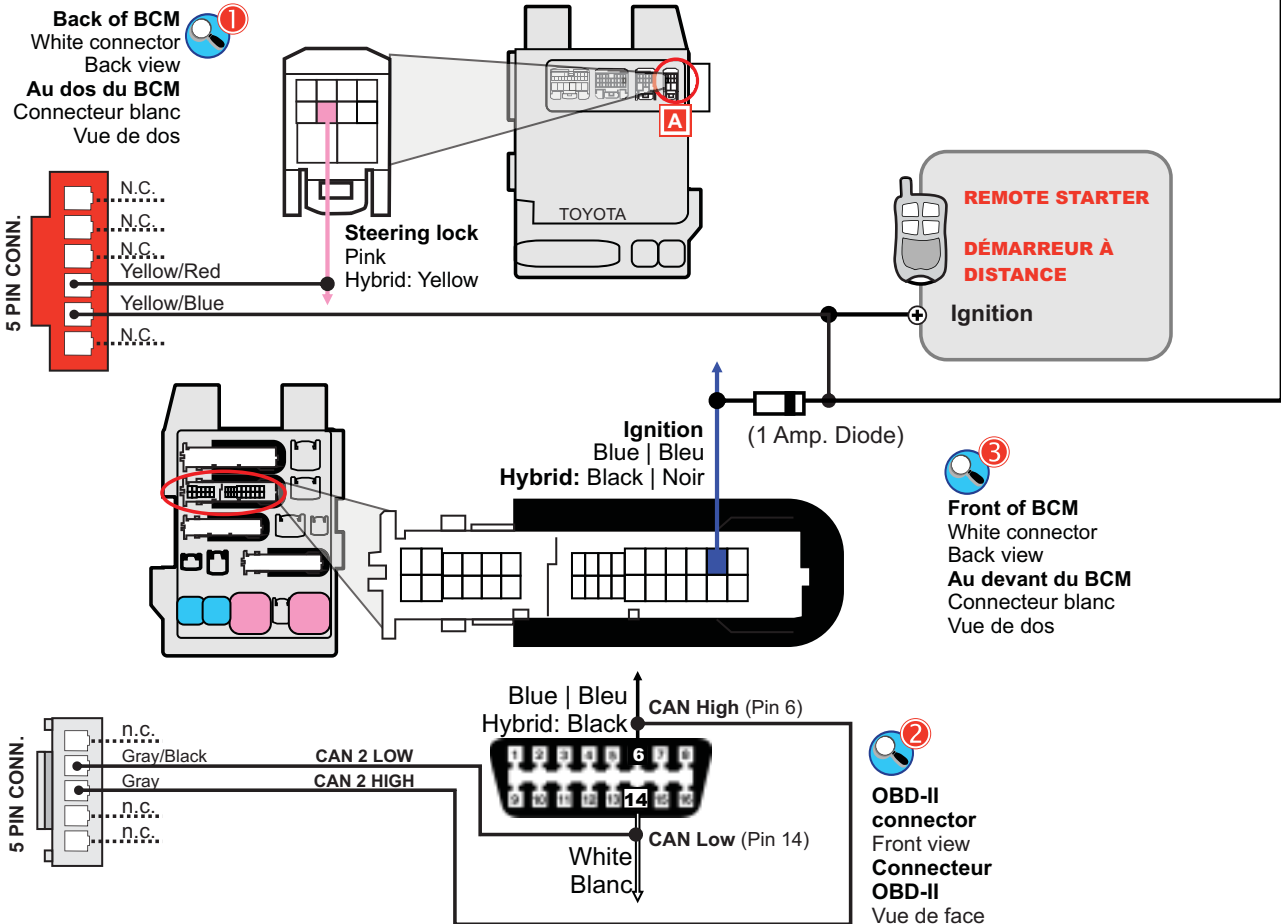 Back of BCM
White connector
Back view
Au dos du BCM
Connecteur blanc
Vue de dos
1
A
TOYOTA
5 PIN CONN.
N.C.
N.C.
N.C.
Yellow/Red
Yellow/Blue
N.C.
Steering lock
Pink
Hybrid: Yellow
REMOTE STARTER
DÉMARREUR À
DISTANCE
Ignition
Ignition
Blue | Bleu
Hybrid: Black | Noir
(1 Amp. Diode)
3
Front of BCM
White connector
Back view
Au devant du BCM
Connecteur blanc
Vue de dos
5 PIN CONN.
n.c.
Gray/Black
Gray
n.c.
n.c.
CAN 2 LOW
CAN 2 HIGH
Blue | Bleu
Hybrid: Black
CAN High (Pin 6)
1 2 3 4 5 6 7 8
9 10 11 12 13 14 15 16
CAN Low (Pin 14)
White
Blanc
2
OBD-II
connector
Front view
Connecteur
OBD-II
Vue de face